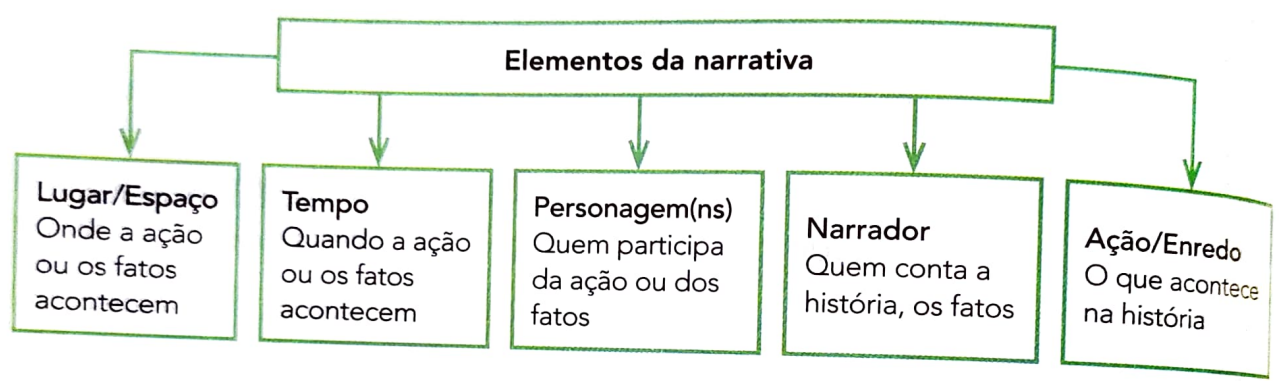 Elementos da narrativa
Lugar/Espaço
Onde a ação
ou os fatos
acontecem
Tempo
Quando a ação
ou os fatos
acontecem
Personagem(ns)
Quem participa
da ação ou dos
fatos
Narrador
Quem conta a
história, os fatos
Ação/Enredo
O que acontece
na história